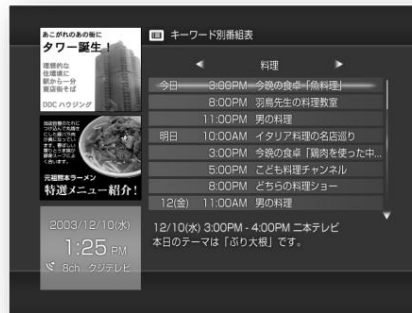 あこがれのあの街に
タワー誕生!
理想的な
住環境に
駅から一分
賞店街そば
DDC ハウジング
元祖熊本ラーメン
特選メニュー紹介!
2003/12/10(水)
1:25 PM
8ch クジテレビ
キーワード別番組表
◀ 料理 ▶
今日 3:00PM 今晩の食卓「魚料理」
8:00PM 羽鳥先生の料理教室
11:00PM 男の料理
明日 10:00AM イタリア料理の名店巡り
3:00PM 今晩の食卓「鶏肉を使った中...
5:00PM こども料理チャンネル
8:00PM どちらの料理ショー
12(金) 11:00AM 男の料理
12/10(水) 3:00PM - 4:00PM 二本テレビ
本日のテーマは「ぶり大根」です。